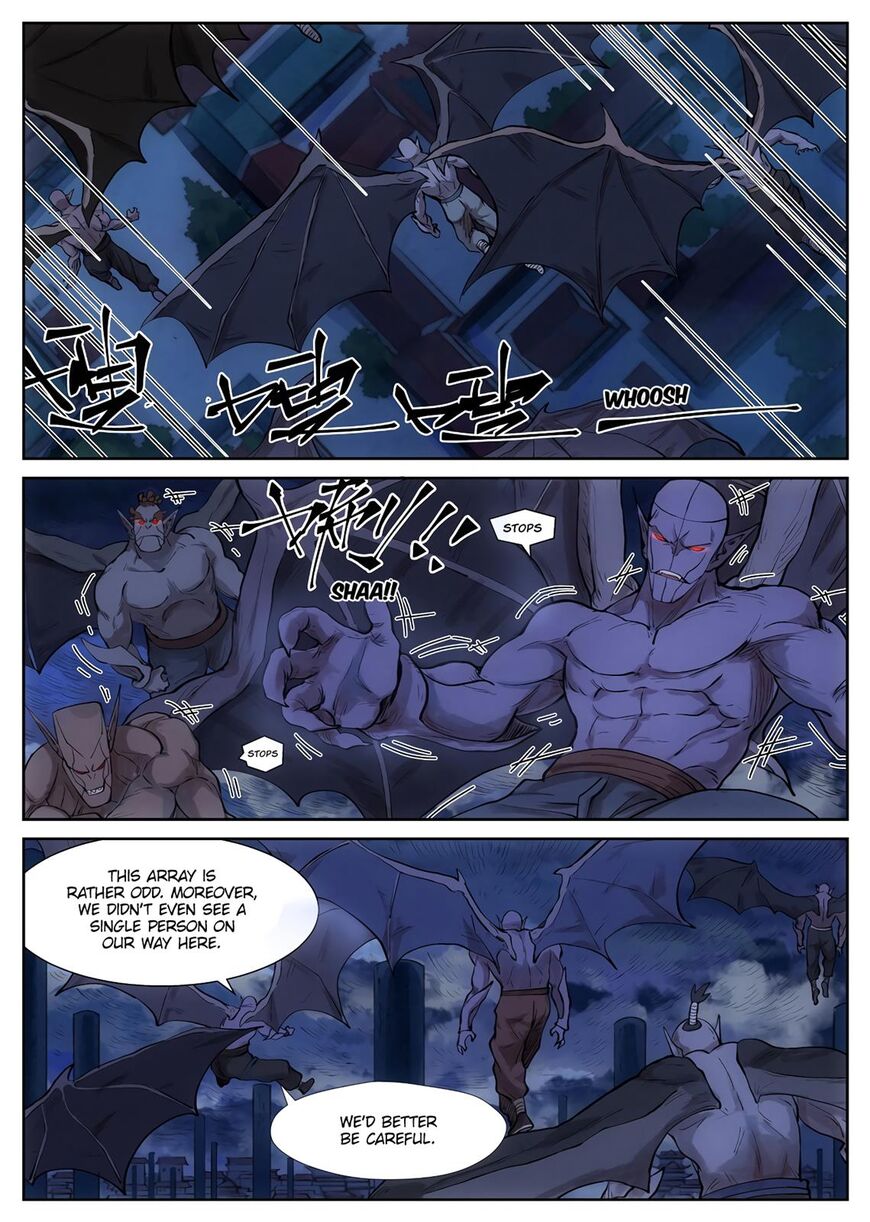 WHOOSH
SHAA!!
STOPS
STOPS
THIS ARRAY IS
RATHER ODD. MOREOVER,
WE DIDN'T EVEN SEE A
SINGLE PERSON ON
OUR WAY HERE.
WE'D BETTER
BE CAREFUL.